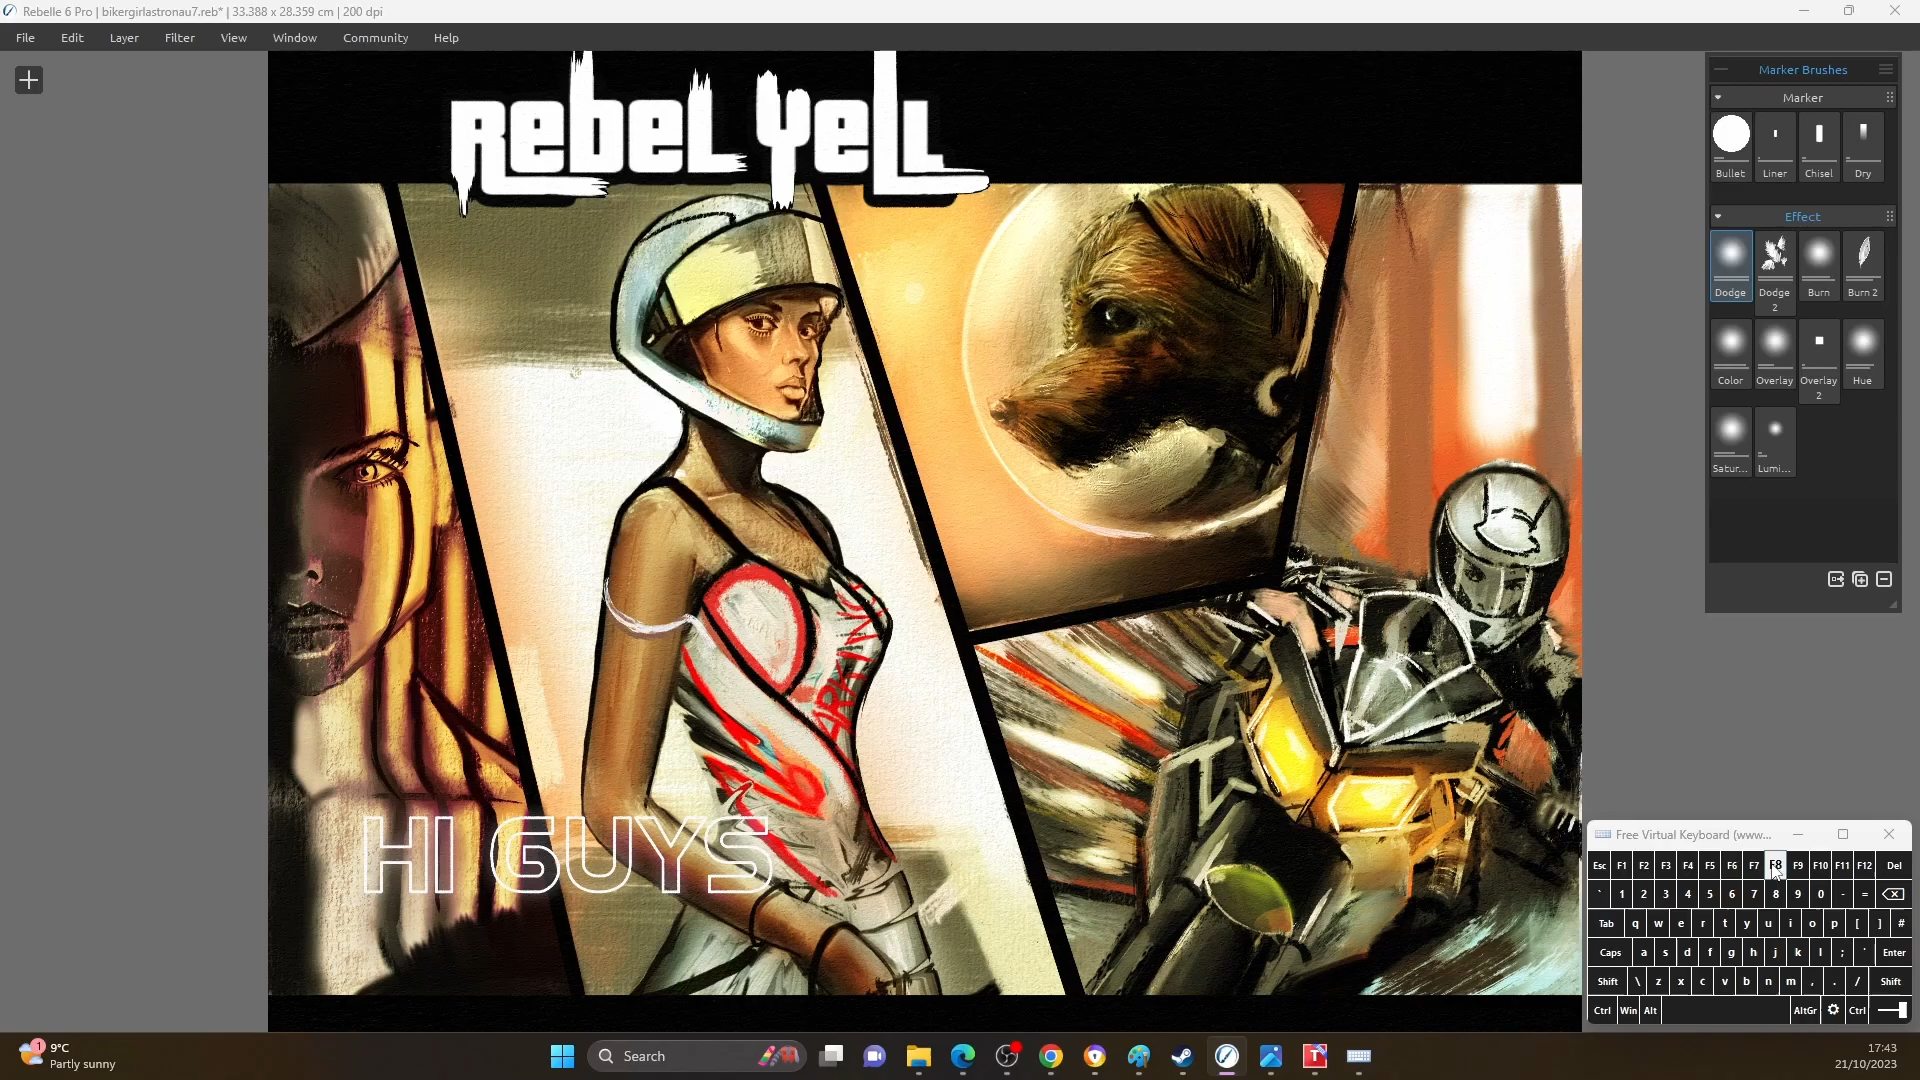 Rebelle 6 Pro | bikergirlastronau7.reb* | 33.388 x 28.359 cm | 200 dpi
File Edit Layer Filter View Window Community Help
Marker Brushes
Marker
Bullet Liner Chisel Dry
Effect
Dodge Dodge 2 Burn Burn 2
Color Overlay Overlay 2 Hue
Satur... Lumi...
Rebel Yell
HI GUYS
Free Virtual Keyboard (www...
Esc F1 F2 F3 F4 F5 F6 F7 F8 F9 F10 F11 F12 Del
` 1 2 3 4 5 6 7 8 9 0 - =
Tab q w e r t y u i o p [ ] #
Caps a s d f g h j k l ; ' Enter
Shift \ z x c v b n m , . / Shift
Ctrl Win Alt AltGr Ctrl
1
9°C
Partly sunny
Search
T
17:43
21/10/2023